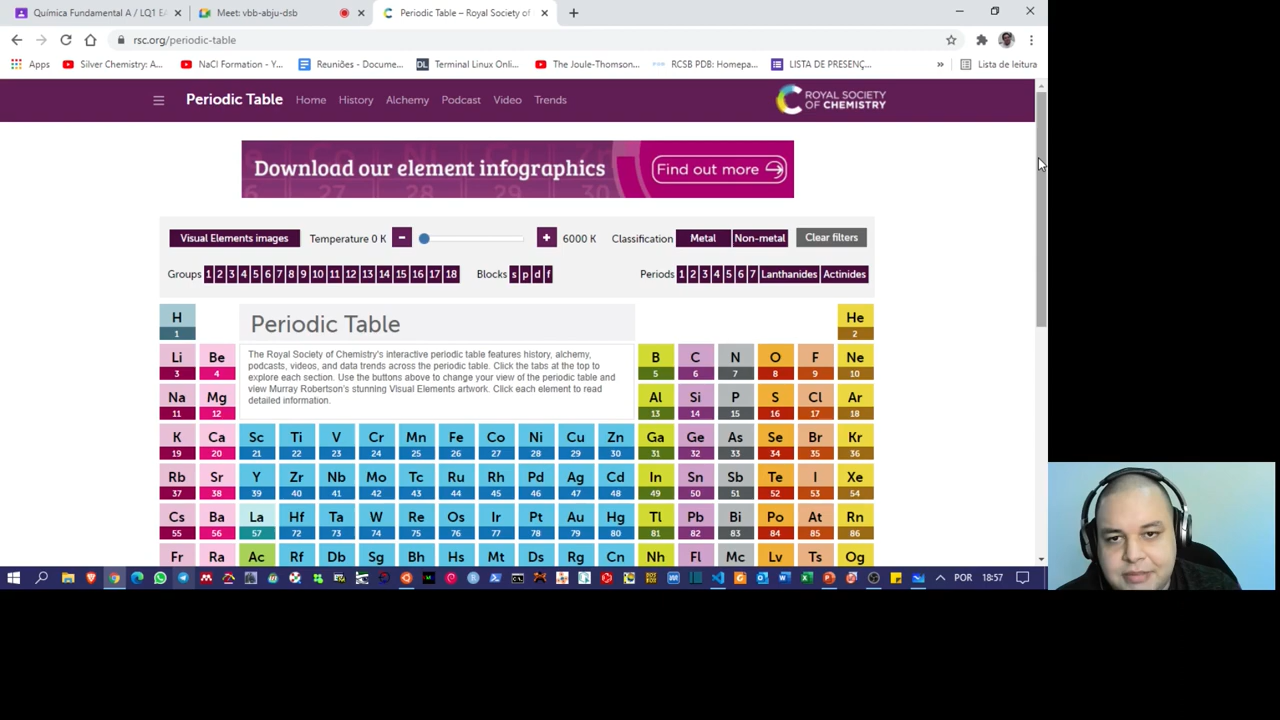 Química Fundamental A / LQ1 EA
Meet: vbb-abju-dsb
Periodic Table – Royal Society of
rsc.org/periodic-table
Apps
Silver Chemistry: A...
NaCl Formation - Y...
Reuniões - Docume...
Terminal Linux Onli...
The Joule-Thomson...
RCSB PDB: Homepa...
LISTA DE PRESENÇ...
»
Lista de leitura
Periodic Table
Home
History
Alchemy
Podcast
Video
Trends
ROYAL SOCIETY
OF CHEMISTRY
Download our element infographics
Find out more
Visual Elements images
Temperature 0 K
6000 K
Classification
Metal
Non-metal
Clear filters
Groups 1 2 3 4 5 6 7 8 9 10 11 12 13 14 15 16 17 18
Blocks s p d f
Periods 1 2 3 4 5 6 7 Lanthanides Actinides
H He
1 2
Periodic Table
The Royal Society of Chemistry's interactive periodic table features history, alchemy,
podcasts, videos, and data trends across the periodic table. Click the tabs at the top to
explore each section. Use the buttons above to change your view of the periodic table and
view Murray Robertson's stunning Visual Elements artwork. Click each element to read
detailed information.
Li Be B C N O F Ne
3 4 5 6 7 8 9 10
Na Mg Al Si P S Cl Ar
11 12 13 14 15 16 17 18
K Ca Sc Ti V Cr Mn Fe Co Ni Cu Zn Ga Ge As Se Br Kr
19 20 21 22 23 24 25 26 27 28 29 30 31 32 33 34 35 36
Rb Sr Y Zr Nb Mo Tc Ru Rh Pd Ag Cd In Sn Sb Te I Xe
37 38 39 40 41 42 43 44 45 46 47 48 49 50 51 52 53 54
Cs Ba La Hf Ta W Re Os Ir Pt Au Hg Tl Pb Bi Po At Rn
55 56 57 72 73 74 75 76 77 78 79 80 81 82 83 84 85 86
Fr Ra Ac Rf Db Sg Bh Hs Mt Ds Rg Cn Nh Fl Mc Lv Ts Og
POR
18:57